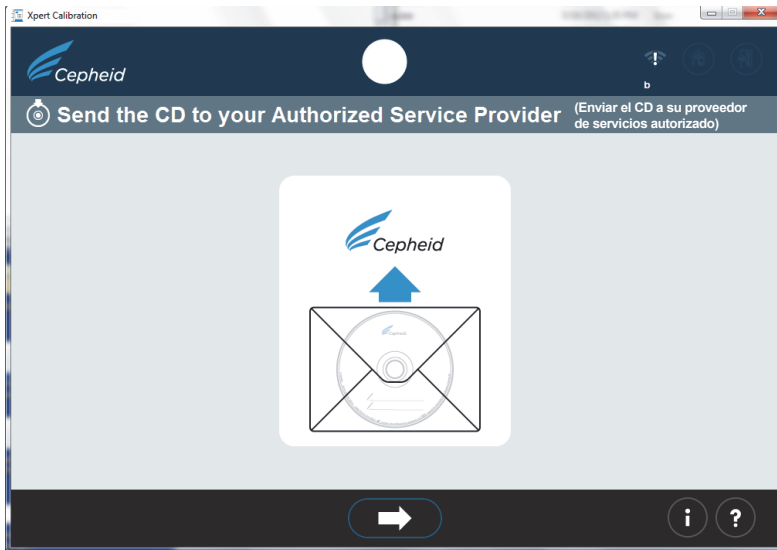 Xpert Calibration
Cepheid
b
Send the CD to your Authorized Service Provider
(Enviar el CD a su proveedor
de servicios autorizado)
Cepheid
Cepheid
i ?